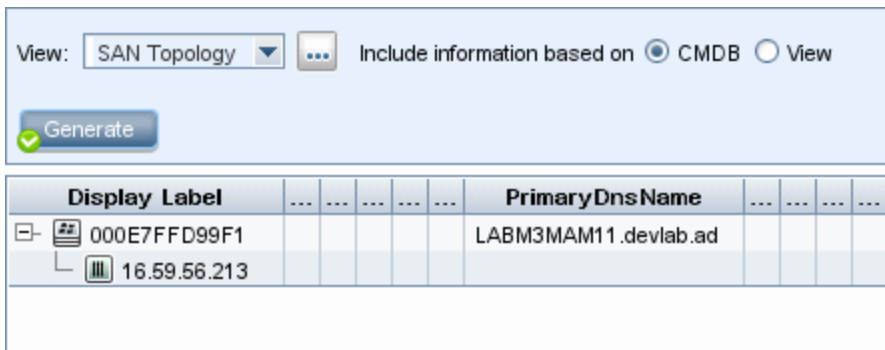 View: SAN Topology ... Include information based on CMDB View
Generate
Display Label ... ... ... ... ... PrimaryDnsName ... ... ... ...
000E7FFD99F1 LABM3MAM11.devlab.ad
16.59.56.213